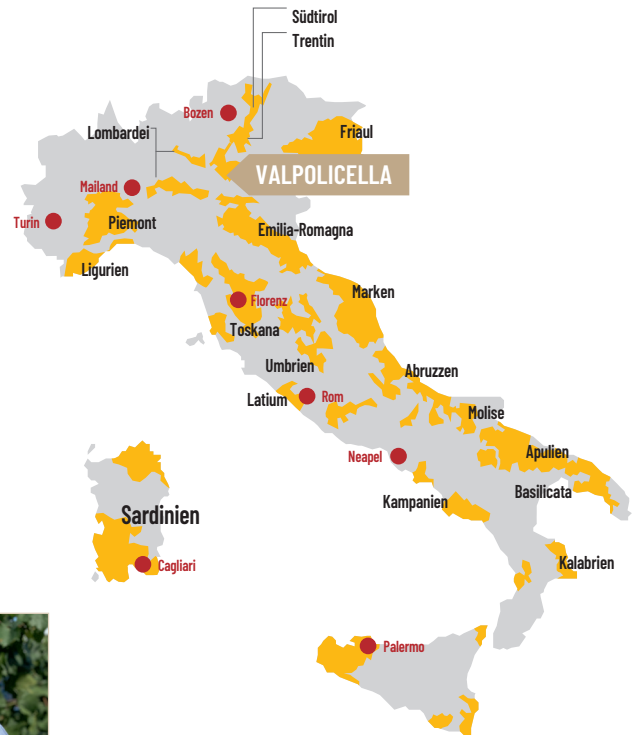 Südtirol
Trentin
Bozen
Lombardei
Friaul
VALPOLICELLA
Mailand
Turin
Piemont
Emilia-Romagna
Ligurien
Marken
Florenz
Toskana
Umbrien
Abruzzen
Latium
Rom
Molise
Neapel
Apulien
Basilicata
Kampanien
Sardinien
Kalabrien
Cagliari
Palermo